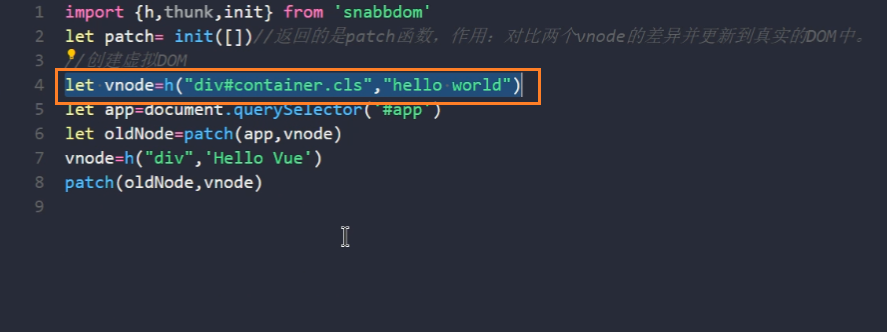 1 import {h,thunk,init} from 'snabbdom'
2 let patch= init([])//返回的是patch函数，作用：对比两个vnode的差异并更新到真实的DOM中。
3 //创建虚拟DOM
4 let vnode=h("div#container.cls","hello world")
5 let app=document.querySelector('#app')
6 let oldNode=patch(app,vnode)
7 vnode=h("div",'Hello Vue')
8 patch(oldNode,vnode)
9